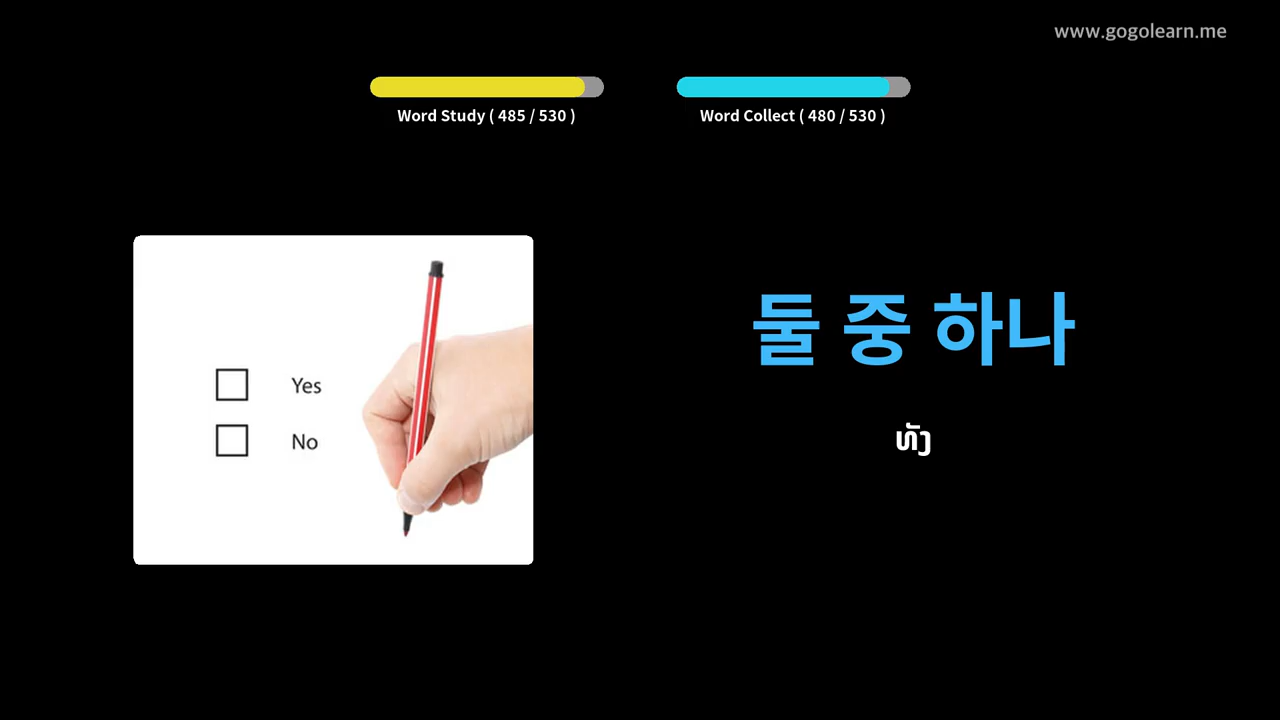 www.gogolearn.me
Word Study ( 485 / 530 )
Word Collect ( 480 / 530 )
Yes
No
둘 중 하나
ທັງ